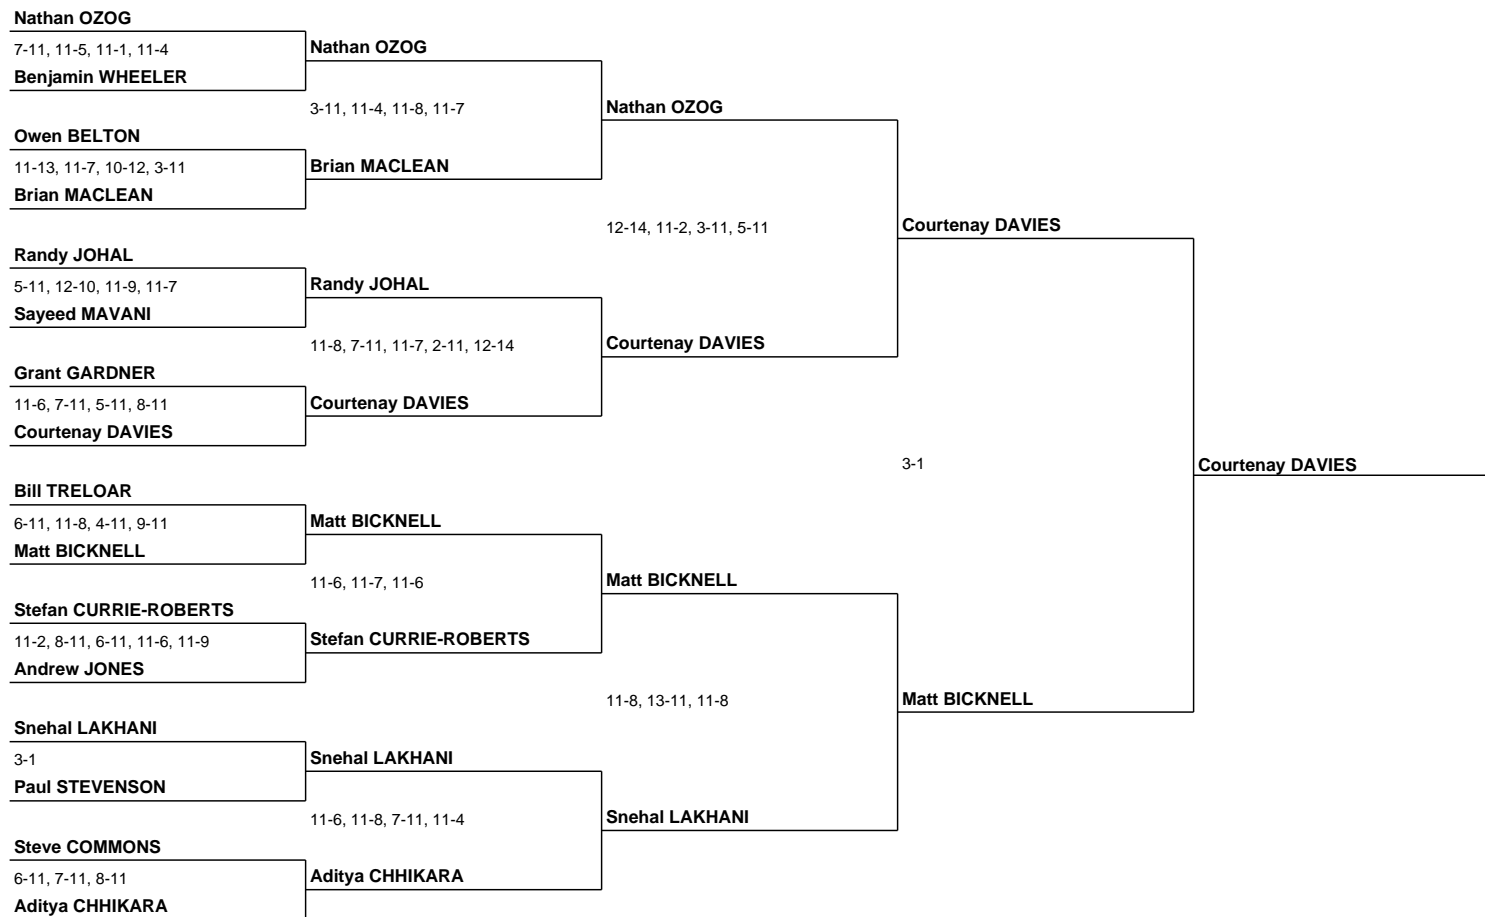 Nathan OZOG
7-11, 11-5, 11-1, 11-4
Benjamin WHEELER
Owen BELTON
11-13, 11-7, 10-12, 3-11
Brian MACLEAN
Randy JOHAL
5-11, 12-10, 11-9, 11-7
Sayeed MAVANI
Grant GARDNER
11-6, 7-11, 5-11, 8-11
Courtenay DAVIES
Bill TRELOAR
6-11, 11-8, 4-11, 9-11
Matt BICKNELL
Stefan CURRIE-ROBERTS
11-2, 8-11, 6-11, 11-6, 11-9
Andrew JONES
Snehal LAKHANI
3-1
Paul STEVENSON
Steve COMMONS
6-11, 7-11, 8-11
Aditya CHHIKARA
Nathan OZOG
3-11, 11-4, 11-8, 11-7
Brian MACLEAN
Randy JOHAL
11-8, 7-11, 11-7, 2-11, 12-14
Courtenay DAVIES
Matt BICKNELL
11-6, 11-7, 11-6
Stefan CURRIE-ROBERTS
Snehal LAKHANI
11-6, 11-8, 7-11, 11-4
Aditya CHHIKARA
Nathan OZOG
12-14, 11-2, 3-11, 5-11
Courtenay DAVIES
Matt BICKNELL
11-8, 13-11, 11-8
Snehal LAKHANI
Courtenay DAVIES
3-1
Matt BICKNELL
Courtenay DAVIES